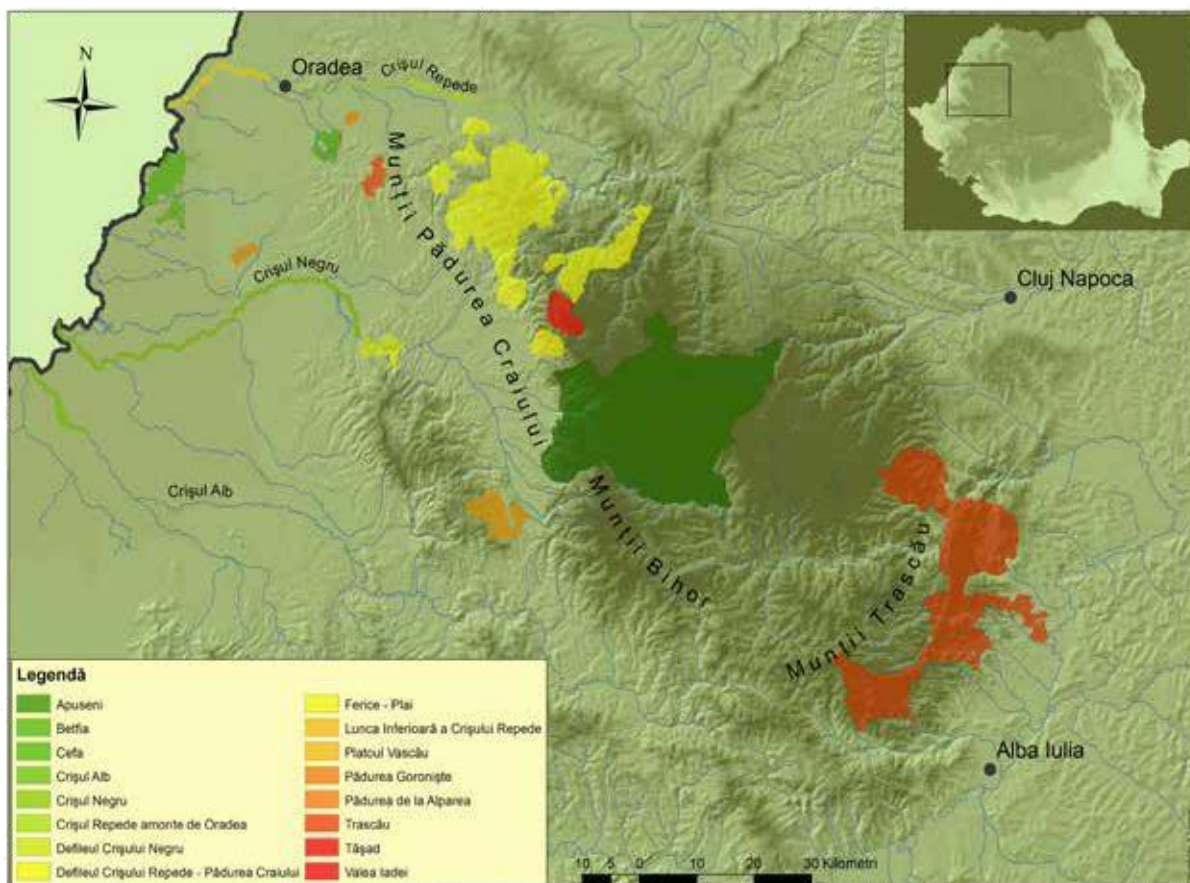 N
Oradea
Crişul Repede
Munţii Pădurea Craiului
Crişul Negru
Cluj Napoca
Crişul Alb
Munţii Bihor
Munţii Trascău
Alba Iulia
Legendă
Apuseni
Betfia
Cefa
Crişul Alb
Crişul Negru
Crişul Repede amonte de Oradea
Defileul Crişului Negru
Defileul Crişului Repede - Pădurea Craiului
Ferice - Plai
Lunca Inferioară a Crişului Repede
Platoul Vascău
Pădurea Goronişte
Pădurea de la Alparea
Trascău
Tăşad
Valea Iadei
10 5 0 10 20 30 Kilometri